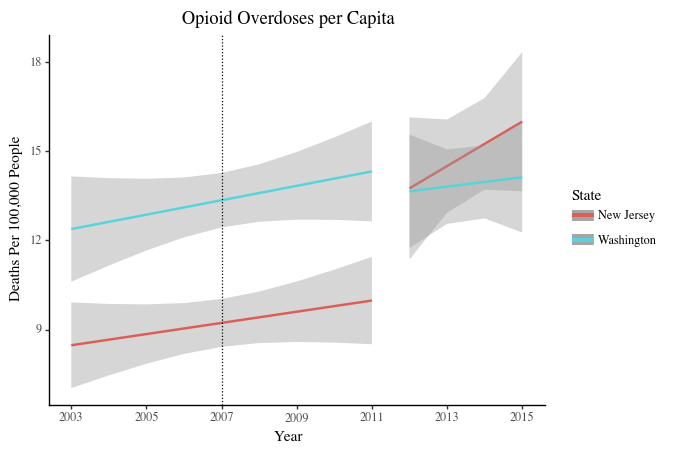 Opioid Overdoses per Capita
Deaths Per 100,000 People
18
15
12
9
2003 2005 2007 2009 2011 2013 2015
Year
State
New Jersey
Washington